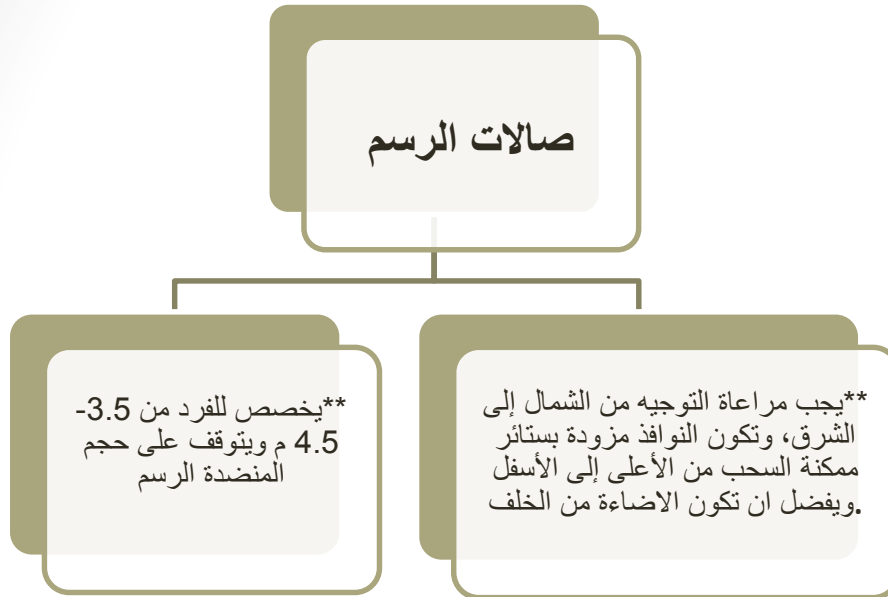 صالات الرسم
**يجب مراعاة التوجيه من الشمال إلى
الشرق، وتكون النوافذ مزودة بستائر
ممكنة السحب من الأعلى إلى الأسفل
.ويفضل ان تكون الاضاءة من الخلف
**يخصص للفرد من 3.5-
4.5 م ويتوقف على حجم
المنضدة الرسم